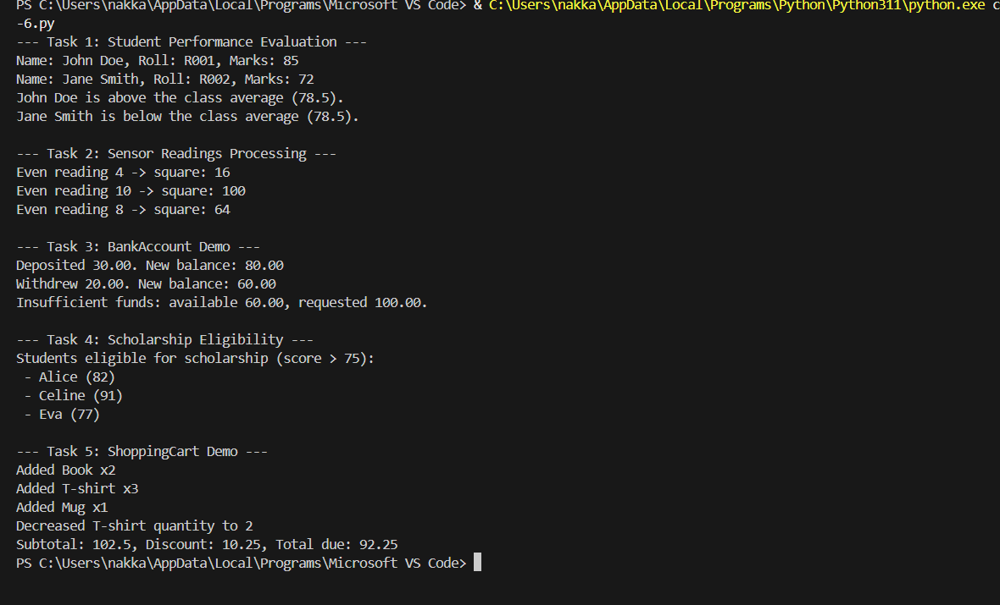 PS C:\Users\nakka\AppData\Local\Programs\Microsoft VS Code> & C:\Users\nakka\AppData\Local\Programs\Python\Python311\python.exe c
-6.py
--- Task 1: Student Performance Evaluation ---
Name: John Doe, Roll: R001, Marks: 85
Name: Jane Smith, Roll: R002, Marks: 72
John Doe is above the class average (78.5).
Jane Smith is below the class average (78.5).

--- Task 2: Sensor Readings Processing ---
Even reading 4 -> square: 16
Even reading 10 -> square: 100
Even reading 8 -> square: 64

--- Task 3: BankAccount Demo ---
Deposited 30.00. New balance: 80.00
Withdrew 20.00. New balance: 60.00
Insufficient funds: available 60.00, requested 100.00.

--- Task 4: Scholarship Eligibility ---
Students eligible for scholarship (score > 75):
 - Alice (82)
 - Celine (91)
 - Eva (77)

--- Task 5: ShoppingCart Demo ---
Added Book x2
Added T-shirt x3
Added Mug x1
Decreased T-shirt quantity to 2
Subtotal: 102.5, Discount: 10.25, Total due: 92.25
PS C:\Users\nakka\AppData\Local\Programs\Microsoft VS Code>